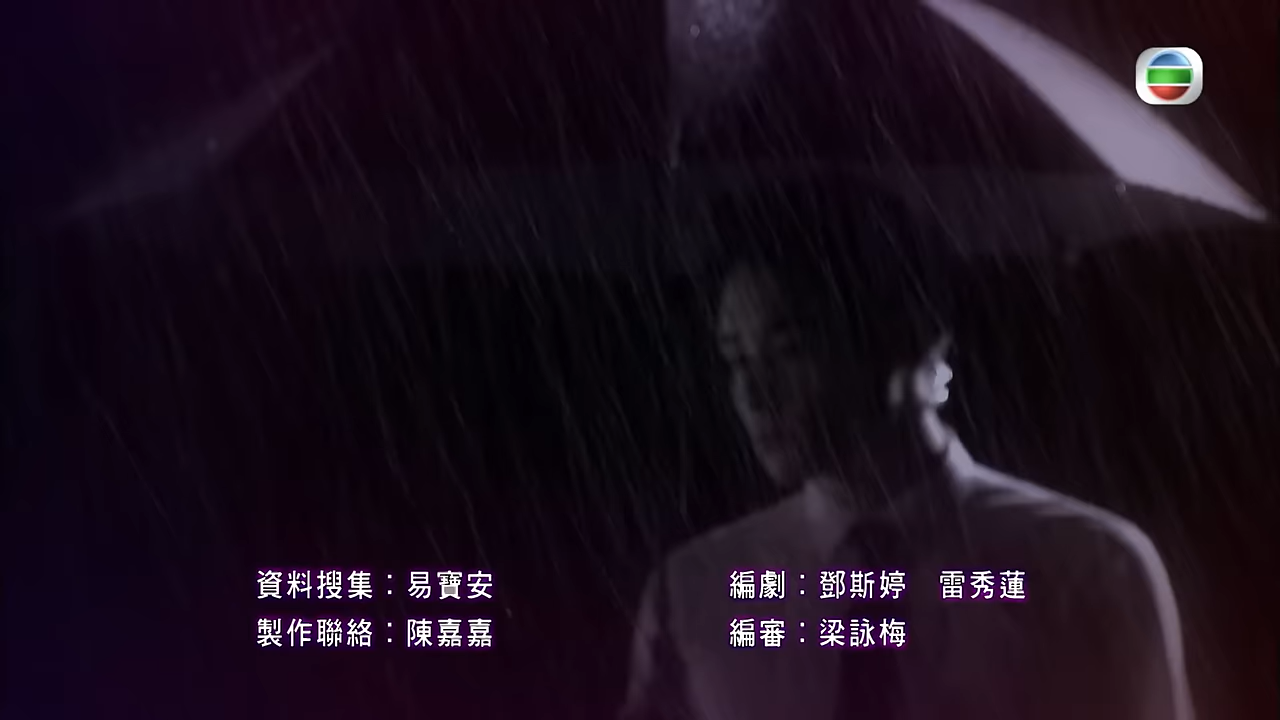 資料搜集：易寶安
製作聯絡：陳嘉嘉
編劇：鄧斯婷　雷秀蓮
編審：梁詠梅